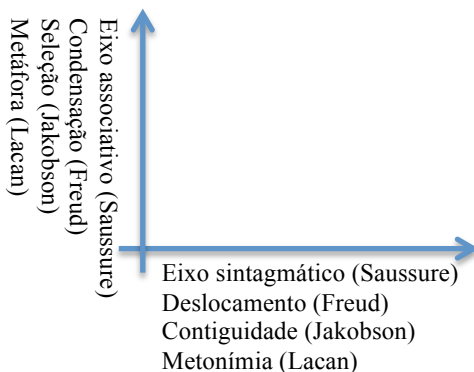 Eixo associativo (Saussure)
Condensação (Freud)
Seleção (Jakobson)
Metáfora (Lacan)
Eixo sintagmático (Saussure)
Deslocamento (Freud)
Contiguidade (Jakobson)
Metonímia (Lacan)